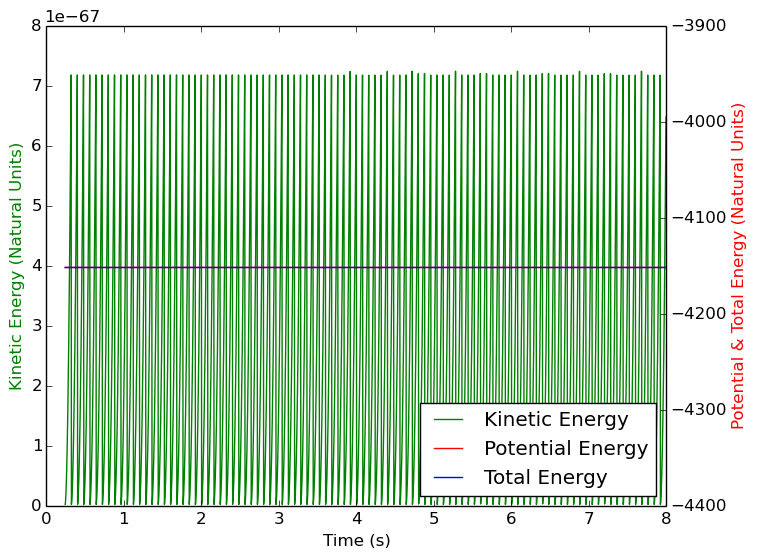 1e−67
8
7
6
5
4
3
2
1
0
Kinetic Energy (Natural Units)
−3900
−4000
−4100
−4200
−4300
−4400
Potential & Total Energy (Natural Units)
Kinetic Energy
Potential Energy
Total Energy
0 1 2 3 4 5 6 7 8
Time (s)